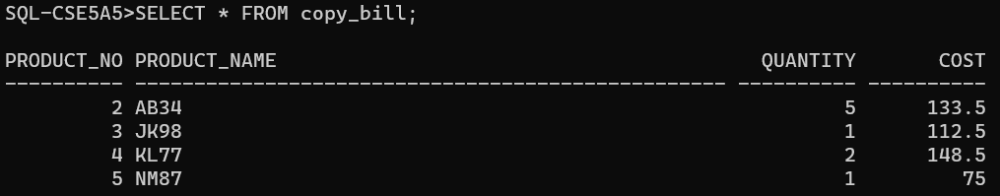 SQL-CSE5A5>SELECT * FROM copy_bill;
PRODUCT_NO PRODUCT_NAME                                         QUANTITY       COST
---------- -------------------------------------------------- ---------- ----------
         2 AB34                                                        5      133.5
         3 JK98                                                        1      112.5
         4 KL77                                                        2      148.5
         5 NM87                                                        1         75